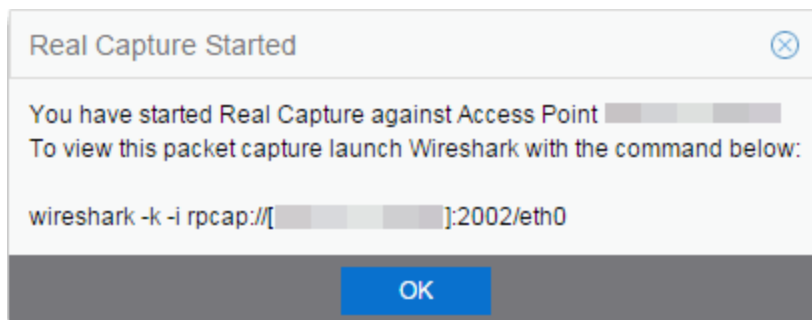 Real Capture Started
You have started Real Capture against Access Point
To view this packet capture launch Wireshark with the command below:
wireshark -k -i rpcap://[ ]:2002/eth0
OK